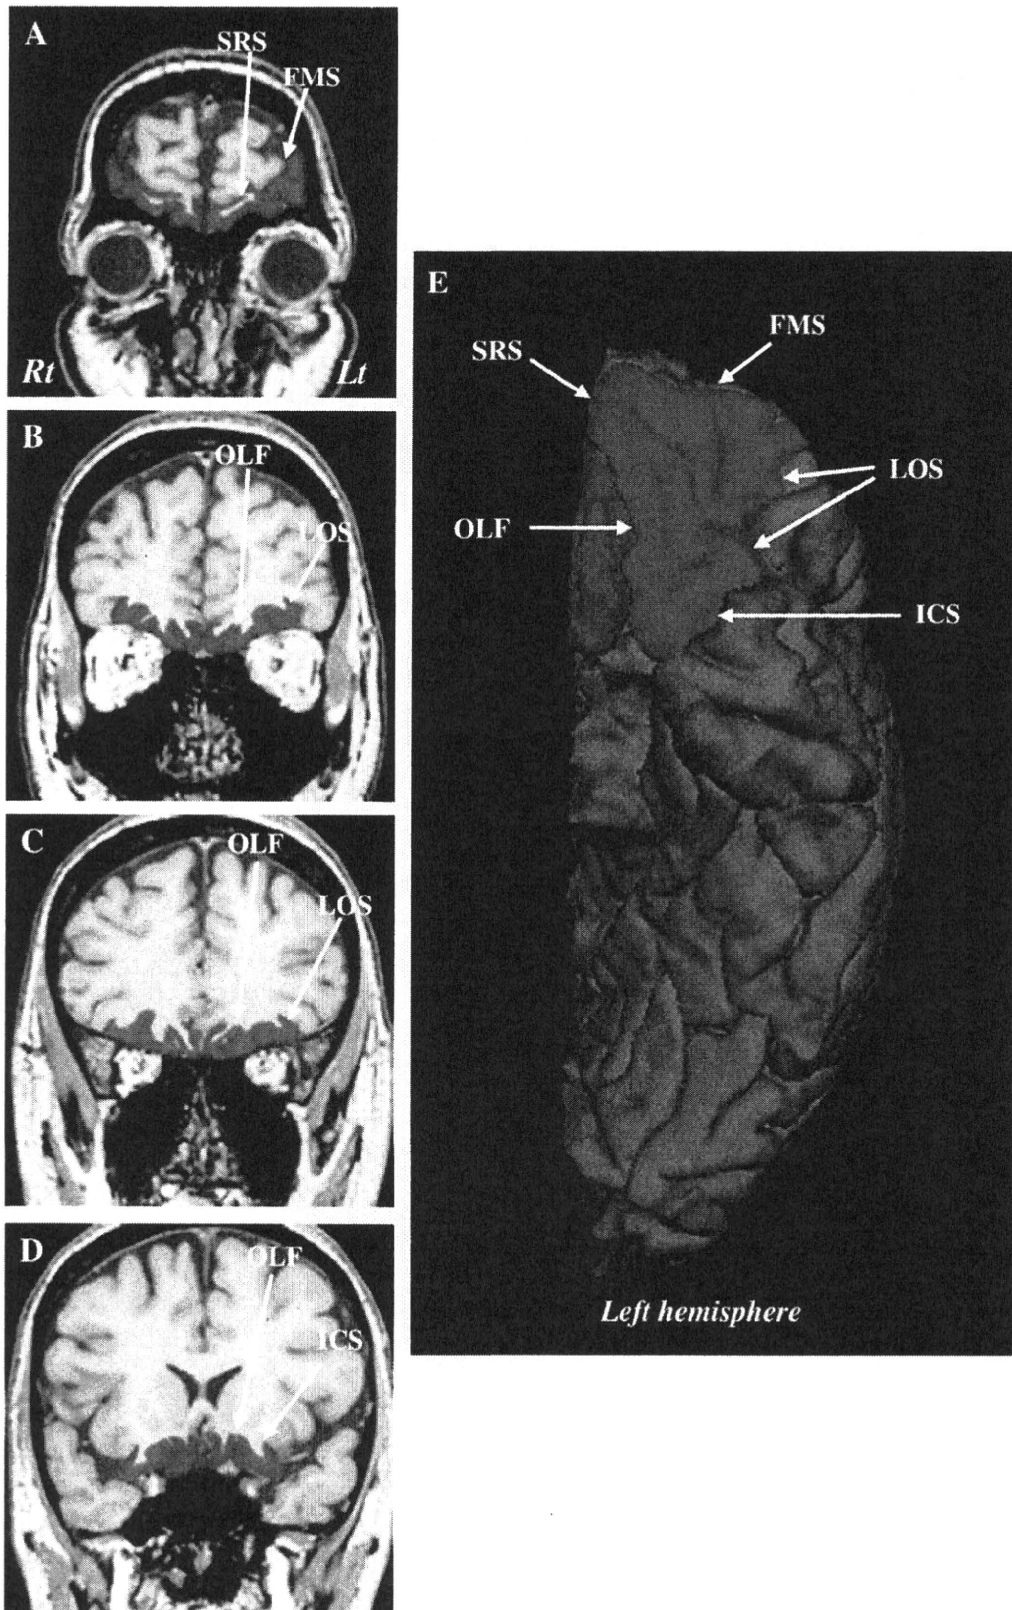 A
SRS
FMS
Rt
Lt
B
OLF
LOS
C
OLF
LOS
D
OLF
ICS
E
SRS
FMS
LOS
OLF
ICS
Left hemisphere